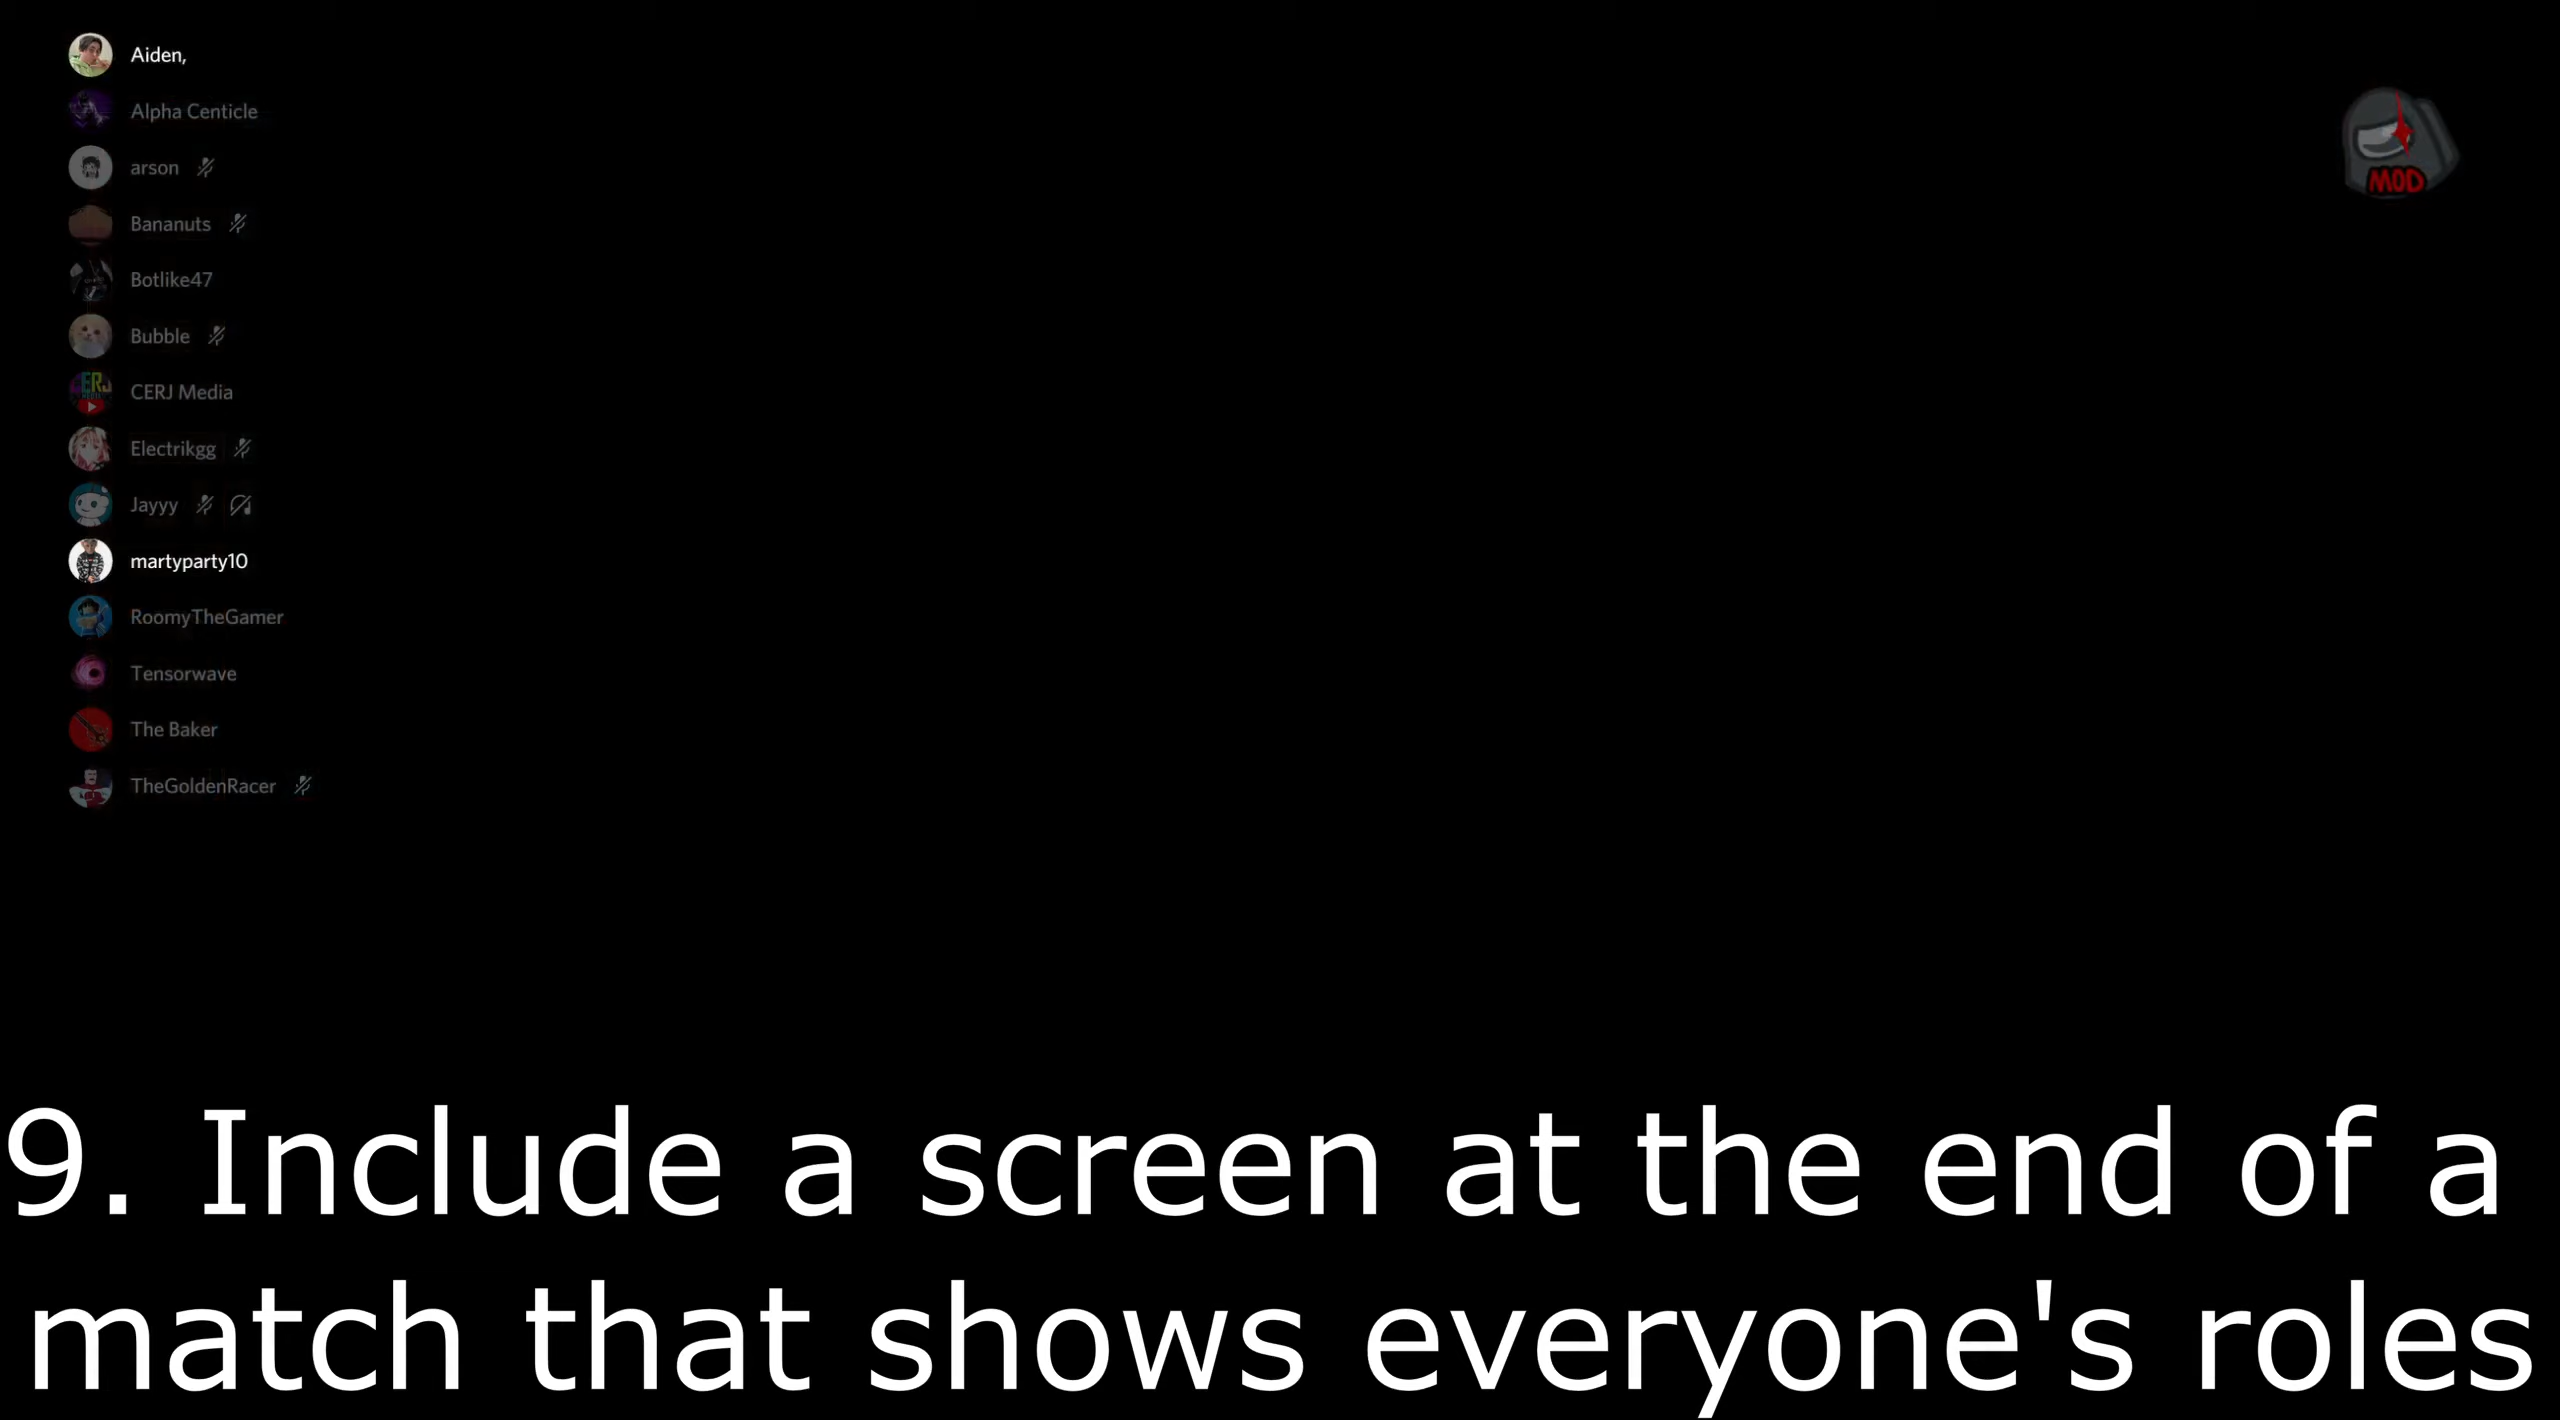 Aiden,
Alpha Centicle
arson
Bananuts
Botlike47
Bubble
ERJ
CERJ Media
Electrikgg
Jayyy
martyparty10
RoomyTheGamer
Tensorwave
The Baker
TheGoldenRacer
MOD
9. Include a screen at the end of a
match that shows everyone's roles